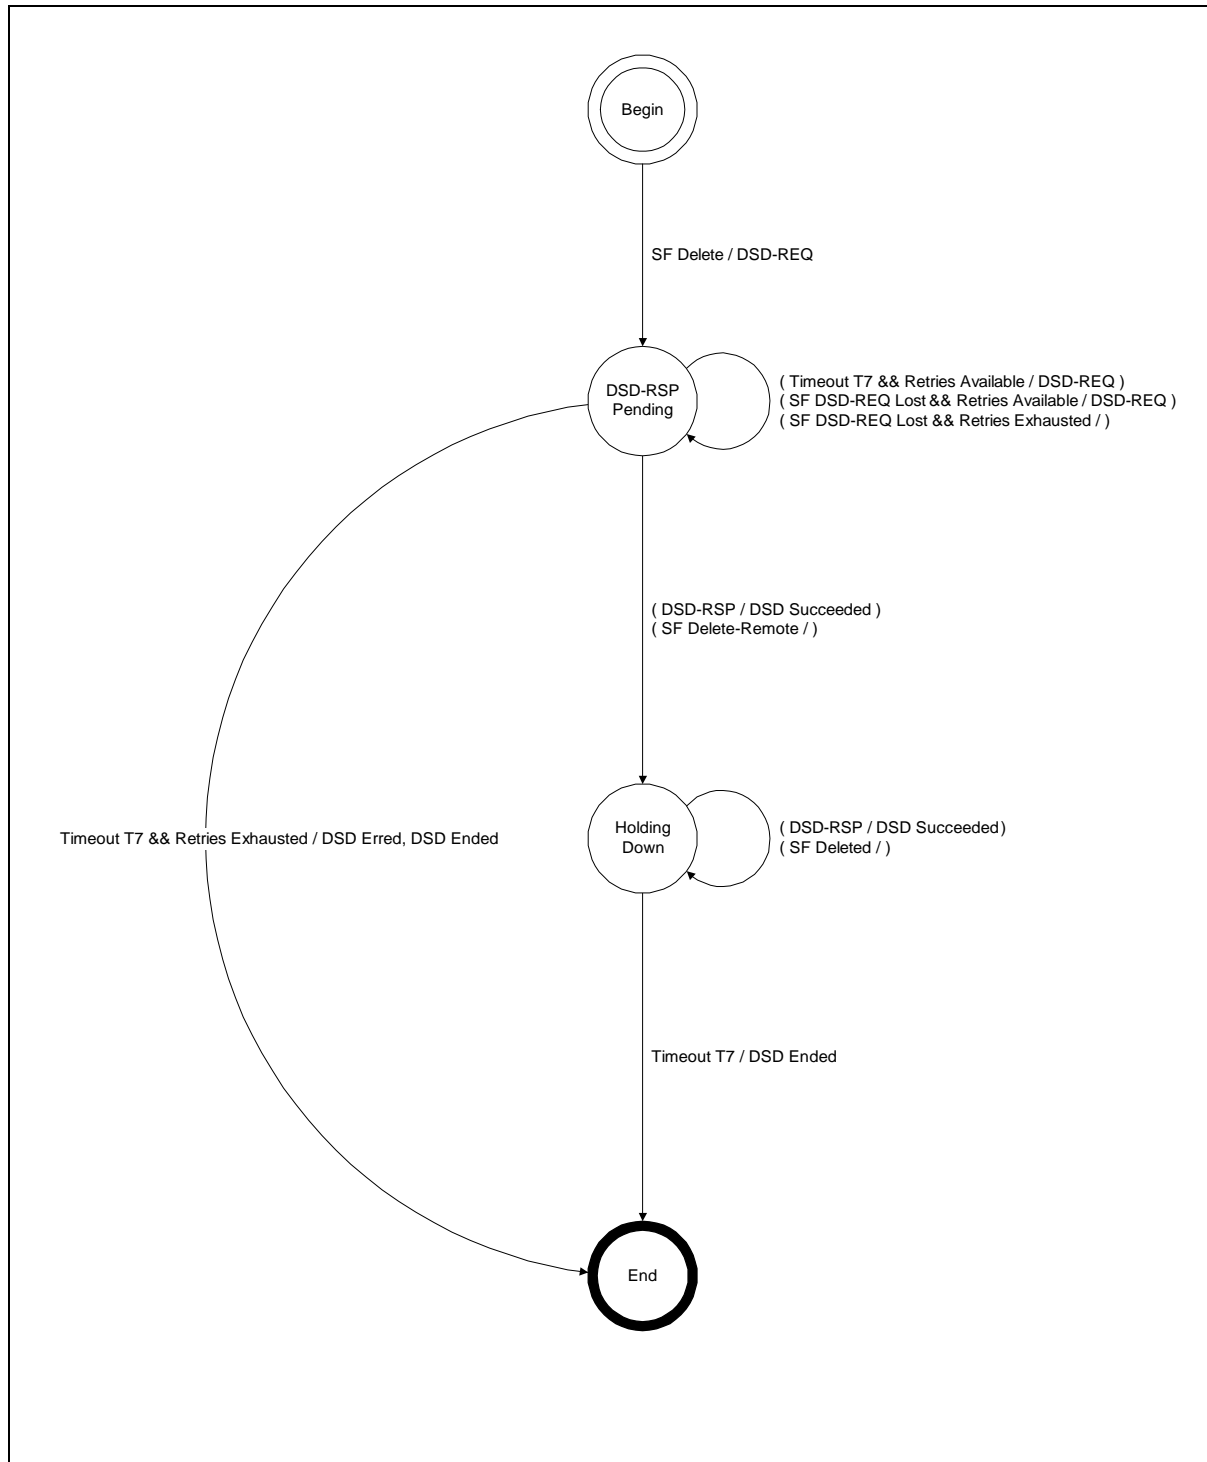 Begin
SF Delete / DSD-REQ
DSD-RSP
Pending
( Timeout T7 && Retries Available / DSD-REQ )
( SF DSD-REQ Lost && Retries Available / DSD-REQ )
( SF DSD-REQ Lost && Retries Exhausted / )
( DSD-RSP / DSD Succeeded )
( SF Delete-Remote / )
Timeout T7 && Retries Exhausted / DSD Erred, DSD Ended
Holding
Down
( DSD-RSP / DSD Succeeded )
( SF Deleted / )
Timeout T7 / DSD Ended
End